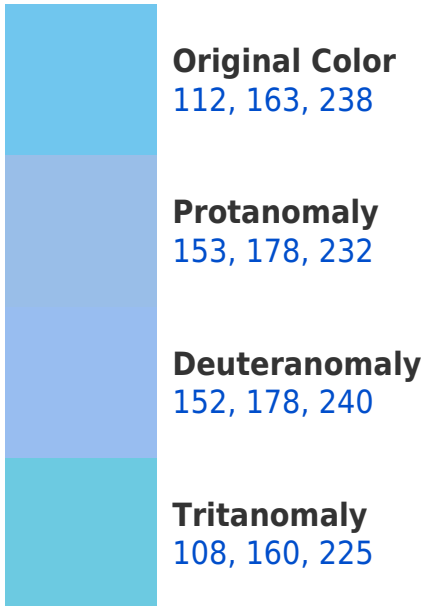 Original Color
112, 163, 238
Protanomaly
153, 178, 232
Deuteranomaly
152, 178, 240
Tritanomaly
108, 160, 225